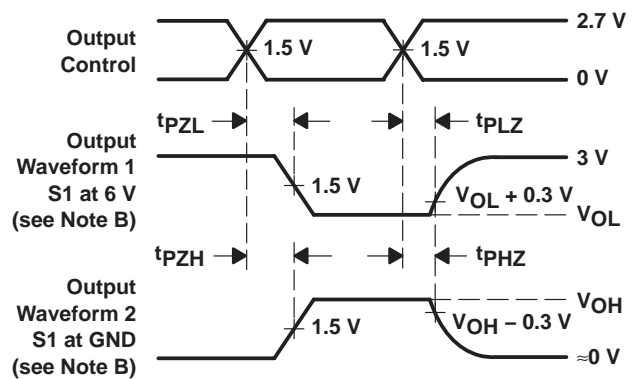 Output
Control
1.5 V
1.5 V
2.7 V
0 V
tPZL
tPLZ
Output
Waveform 1
S1 at 6 V
(see Note B)
1.5 V
3 V
VOL + 0.3 V
VOL
tPZH
tPHZ
Output
Waveform 2
S1 at GND
(see Note B)
1.5 V
VOH
VOH − 0.3 V
≈0 V